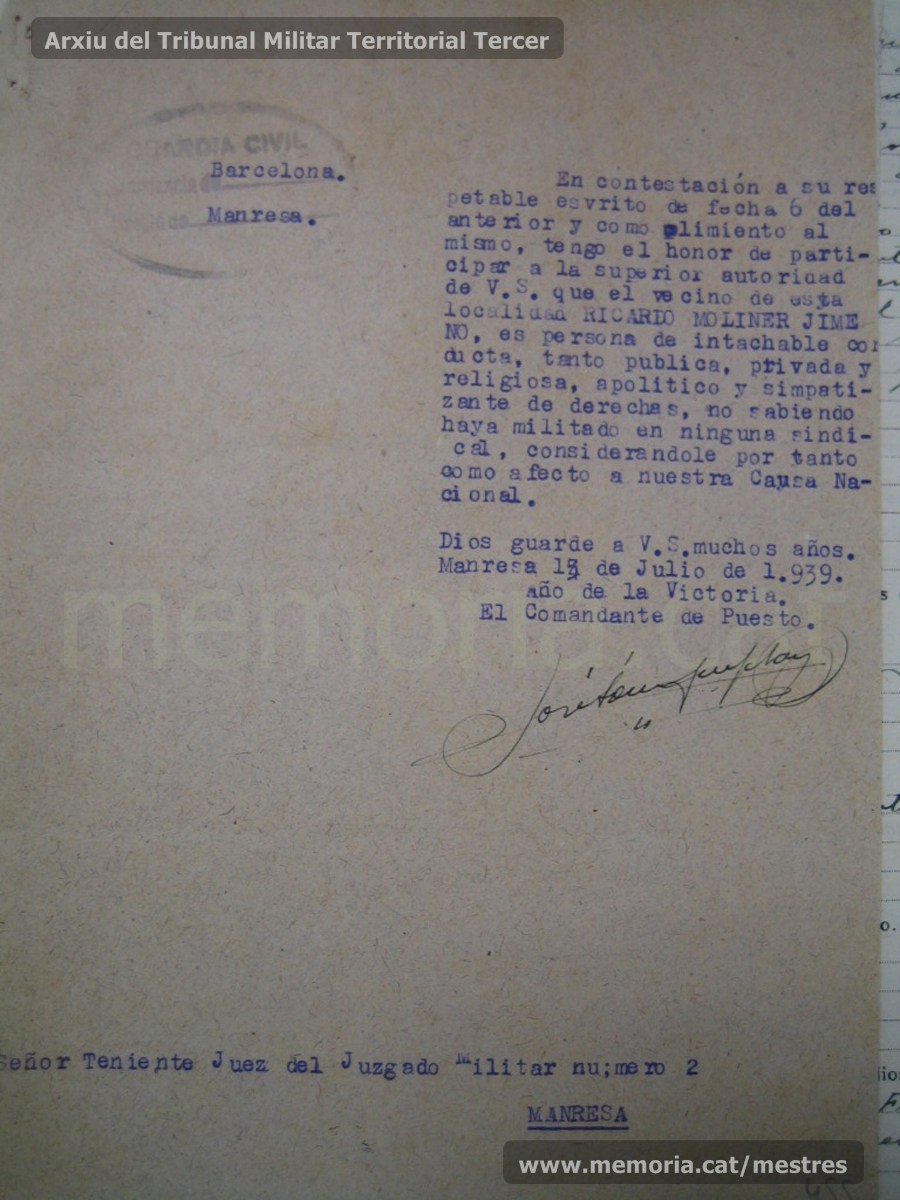 Arxiu del Tribunal Militar Territorial Tercer
GUARDIA CIVIL
Barcelona.
Manresa.
En contestación a su res
petable esvrito de fecha 6 del
anterior y como plimiento al
mismo, tengo el honor de parti-
cipar a la superior autoridad
de V.S. que el vecino de esta
localidad RICARDO MOLINER JIME
NO, es persona de intachable con
ducta, tanto publica, privada y
religiosa, apolitico y simpati-
zante de derechas, no sabiendo
haya militado en ninguna sindi-
cal, considerandole por tanto
como afecto a nuestra Causa Na-
cional.
Dios guarde a V.S.muchos años.
Manresa de Julio de 1.939.
año de la Victoria.
El Comandante de Puesto.
José
memoria.cat
Señor Teniente Juez del Juzgado Militar nu;mero 2
MANRESA
www.memoria.cat/mestres